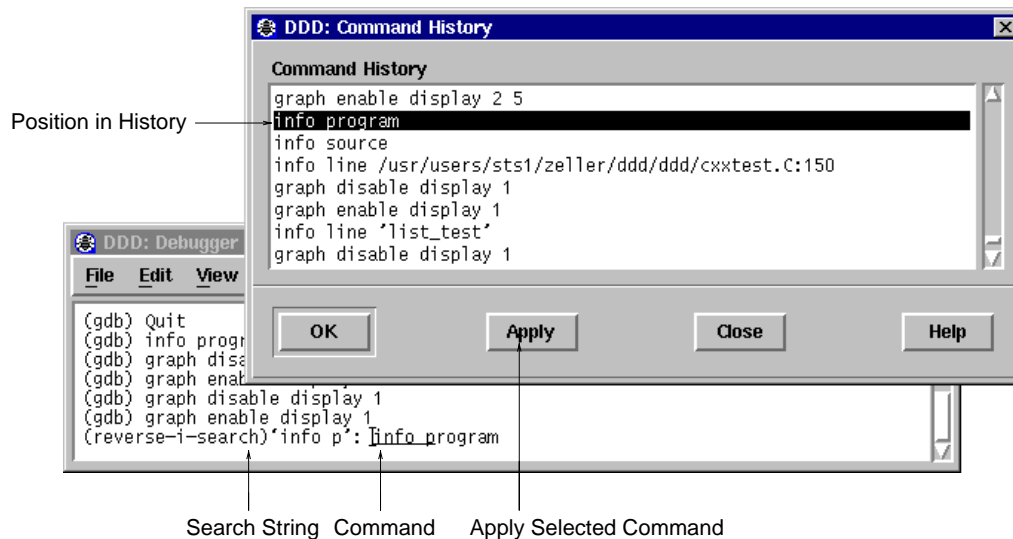 DDD: Command History
Command History
graph enable display 2 5
Position in History
info program
info source
info line /usr/users/sts1/zeller/ddd/ddd/cxxtest.C:150
graph disable display 1
graph enable display 1
info line 'list_test'
graph disable display 1
DDD: Debugger
File Edit View
OK Apply Close Help
(gdb) Quit
(gdb) info progr
(gdb) graph disa
(gdb) graph enab
(gdb) graph disable display 1
(gdb) graph enable display 1
(reverse-i-search)‘info p’: info program
Search String Command Apply Selected Command